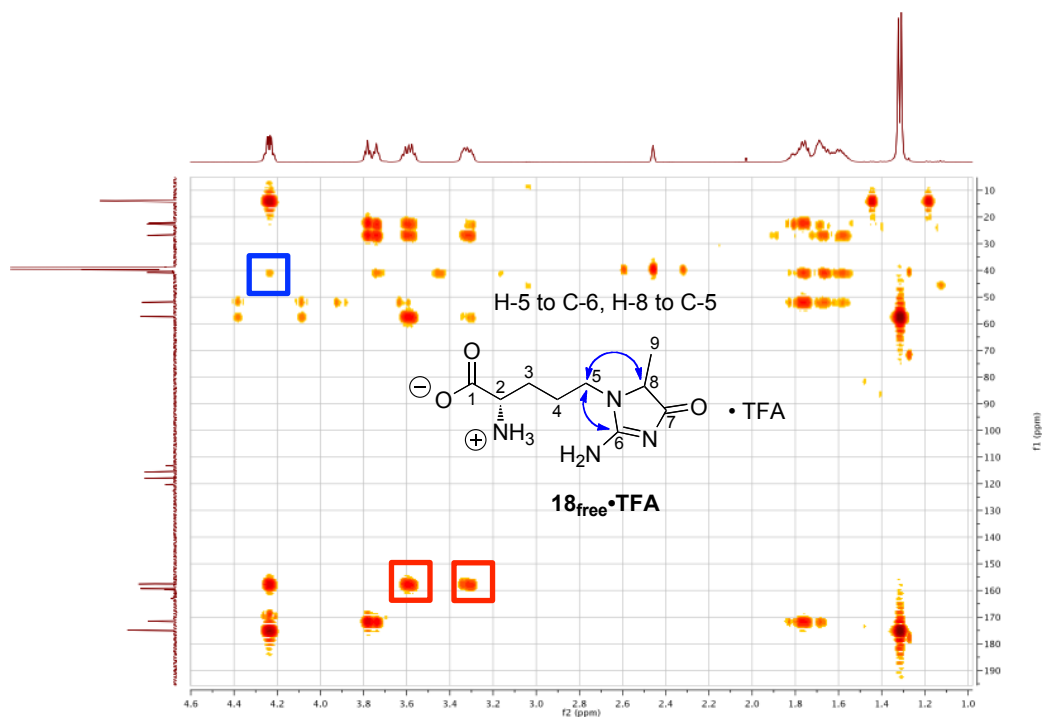 10
20
30
40
50
60
70
80
90
100
110
120
130
140
150
160
170
180
190
f1 (ppm)
H-5 to C-6, H-8 to C-5
O
⊖
O
1
2
3
4
5
⊕
NH3
N
6
H2N
N
7
O
8
9
• TFA
18free•TFA
4.6 4.4 4.2 4.0 3.8 3.6 3.4 3.2 3.0 2.8 2.6 2.4 2.2 2.0 1.8 1.6 1.4 1.2 1.0
f2 (ppm)